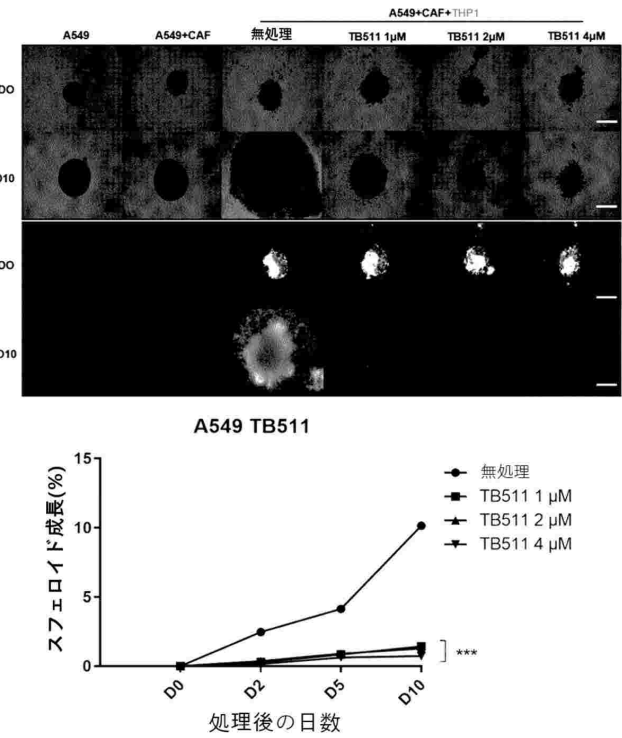 A549+CAF+THP1
A549 A549+CAF 無処理 TB511 1μM TB511 2μM TB511 4μM
D0
D10
D0
D10
A549 TB511
スフェロイド成長(%)
15
10
5
0
無処理
TB511 1 μM
TB511 2 μM
TB511 4 μM
***
D0 D2 D5 D10
処理後の日数